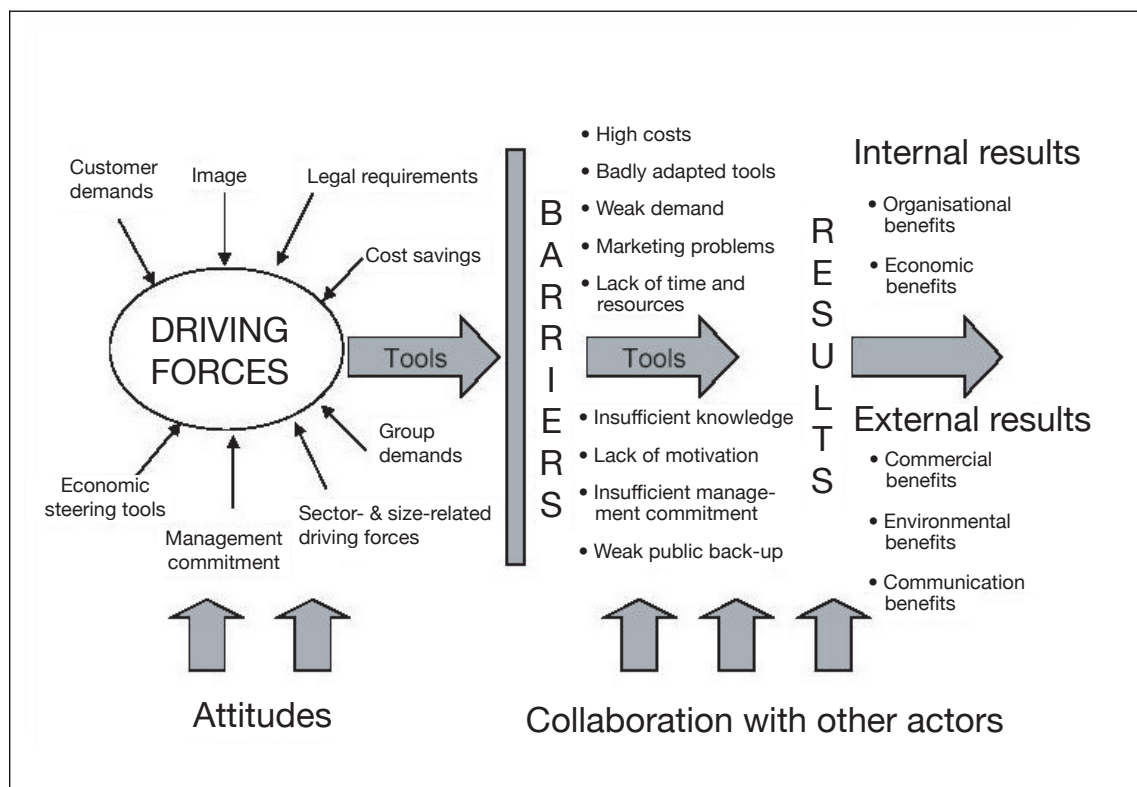 Customer
demands
Image
Legal requirements
Cost savings
DRIVING
FORCES
Tools
Group
demands
Economic
steering tools
Management
commitment
Sector- & size-related
driving forces
Attitudes
BARRIERS
• High costs
• Badly adapted tools
• Weak demand
• Marketing problems
• Lack of time and
resources
Tools
• Insufficient knowledge
• Lack of motivation
• Insufficient manage-
ment commitment
• Weak public back-up
Collaboration with other actors
RESULTS
Internal results
• Organisational
benefits
• Economic
benefits
External results
• Commercial
benefits
• Environmental
benefits
• Communication
benefits